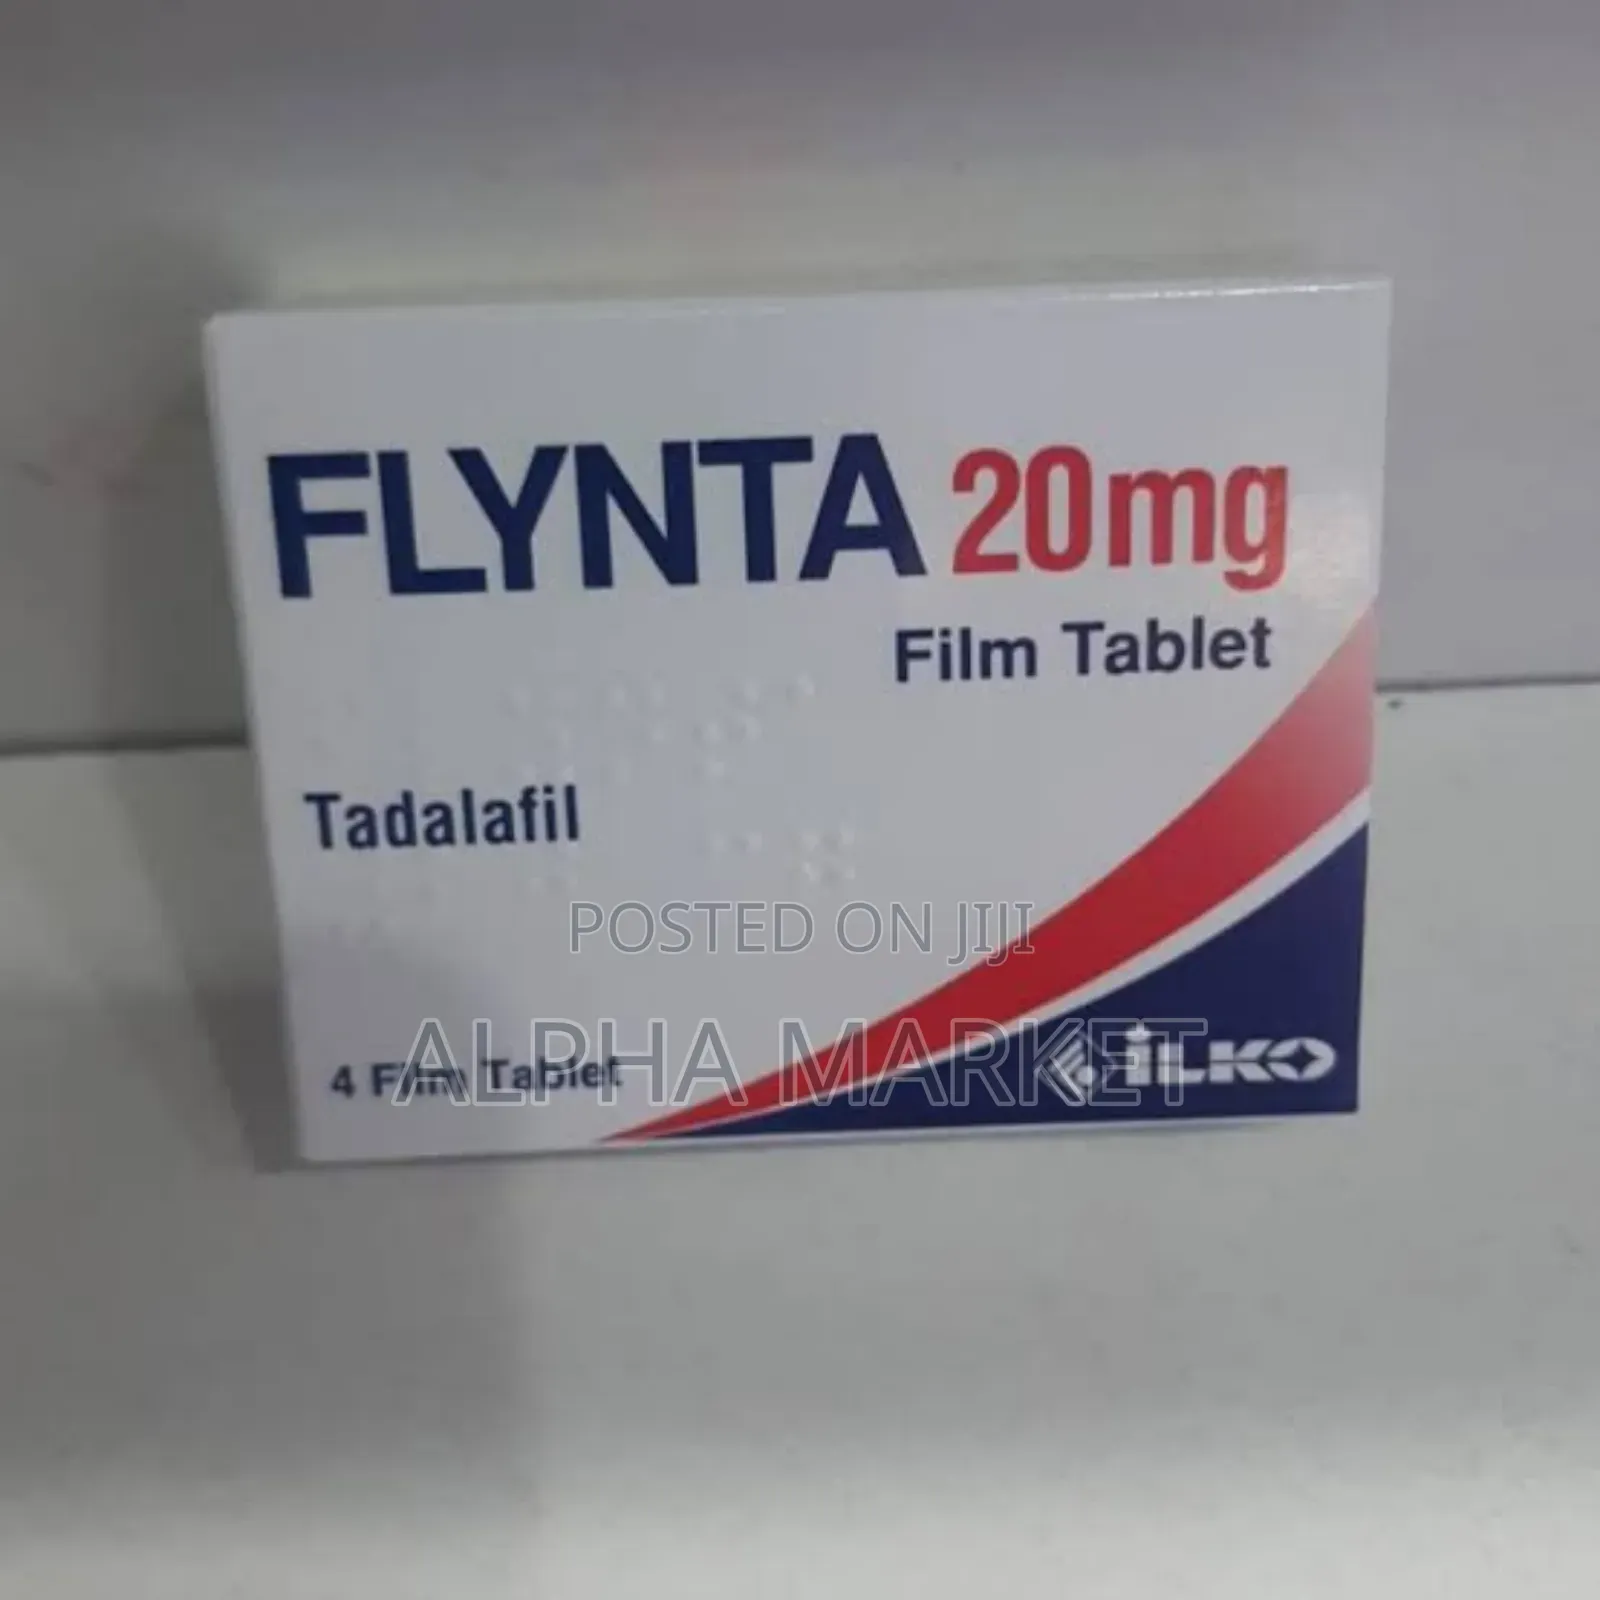 FLYNTA 20mg
Film Tablet
Tadalafil
POSTED ON JIJI
ALPHA MARKET
4 Film Tablet
İLKO